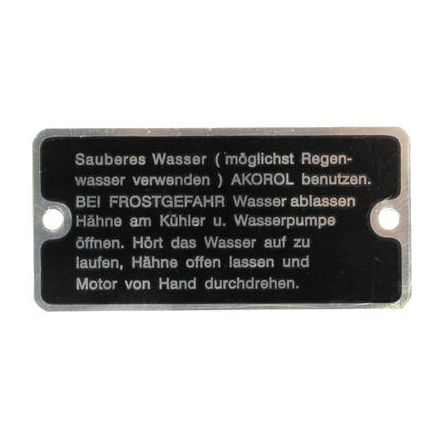 Sauberes Wasser ( möglichst Regen-
wasser verwenden ) AKOROL benutzen.
BEI FROSTGEFAHR Wasser ablassen
Hähne am Kühler u. Wasserpumpe
öffnen. Hört das Wasser auf zu
laufen, Hähne offen lassen und
Motor von Hand durchdrehen.